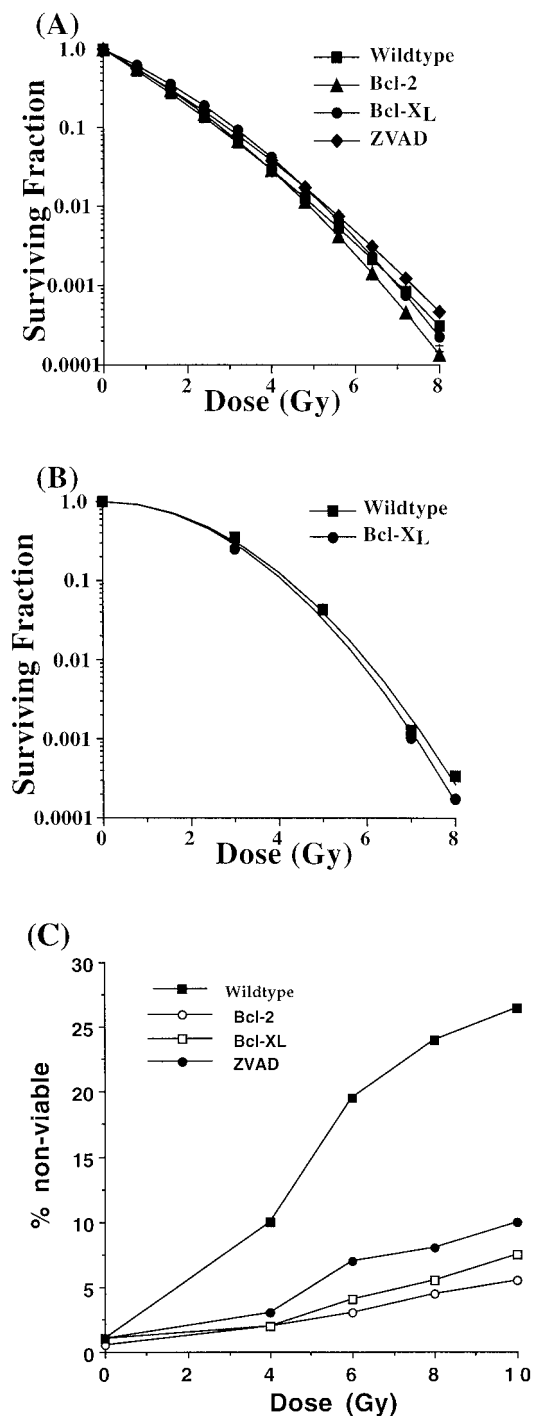 (A)
Surviving Fraction
1.0
0.1
0.01
0.001
0.0001
Wildtype
Bcl-2
Bcl-XL
ZVAD
0 2 4 6 8
Dose (Gy)
(B)
Surviving Fraction
1.0
0.1
0.01
0.001
0.0001
Wildtype
Bcl-XL
0 2 4 6 8
Dose (Gy)
(C)
% non-viable
30
25
20
15
10
5
0
Wildtype
Bcl-2
Bcl-XL
ZVAD
0 2 4 6 8 10
Dose (Gy)